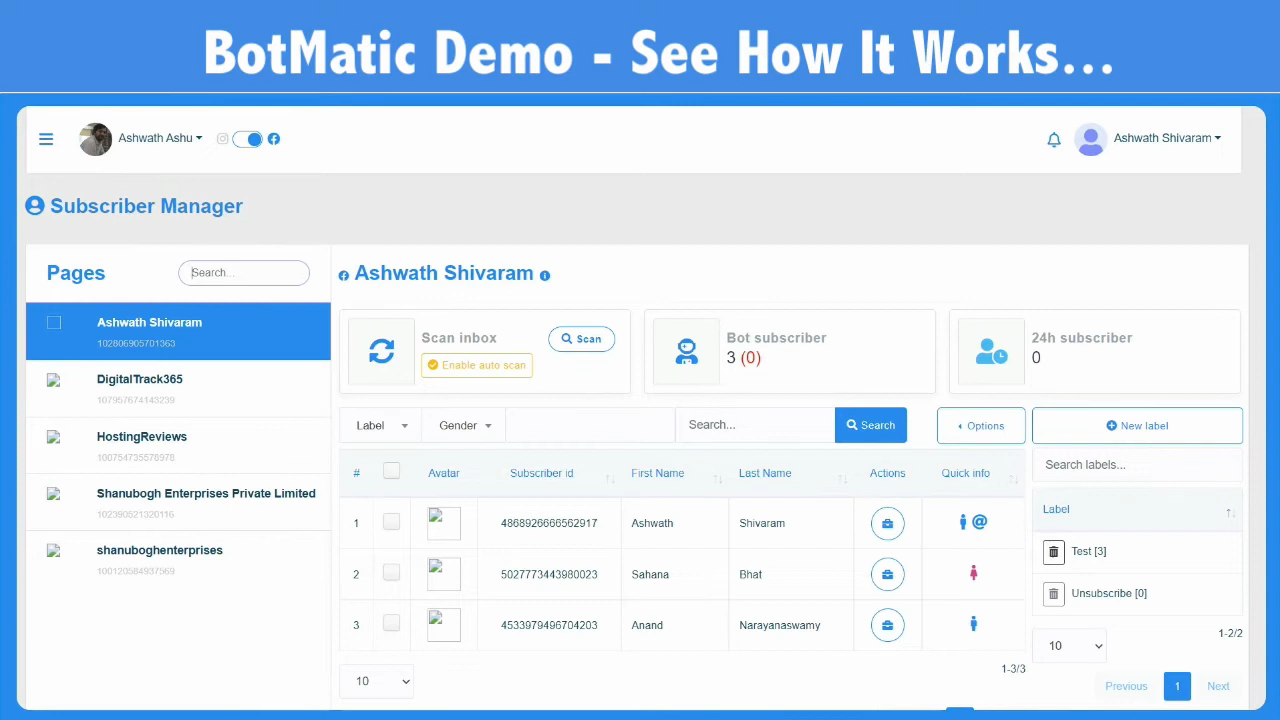 BotMatic Demo - See How It Works...
Ashwath Ashu
Ashwath Shivaram
Subscriber Manager
Pages
Search...
Ashwath Shivaram
102806905701363
DigitalTrack365
107957674143239
HostingReviews
100754735578978
Shanubogh Enterprises Private Limited
102390521320116
shanuboghenterprises
100120584937569
Ashwath Shivaram
Scan inbox
Scan
Enable auto scan
Bot subscriber
3 (0)
24h subscriber
0
Label
Gender
Search...
Search
Options
New label
# Avatar Subscriber id First Name Last Name Actions Quick info
1 4868926666562917 Ashwath Shivaram
2 5027773443980023 Sahana Bhat
3 4533979496704203 Anand Narayanaswamy
10
1-3/3
Search labels...
Label
Test [3]
Unsubscribe [0]
10
1-2/2
Previous 1 Next